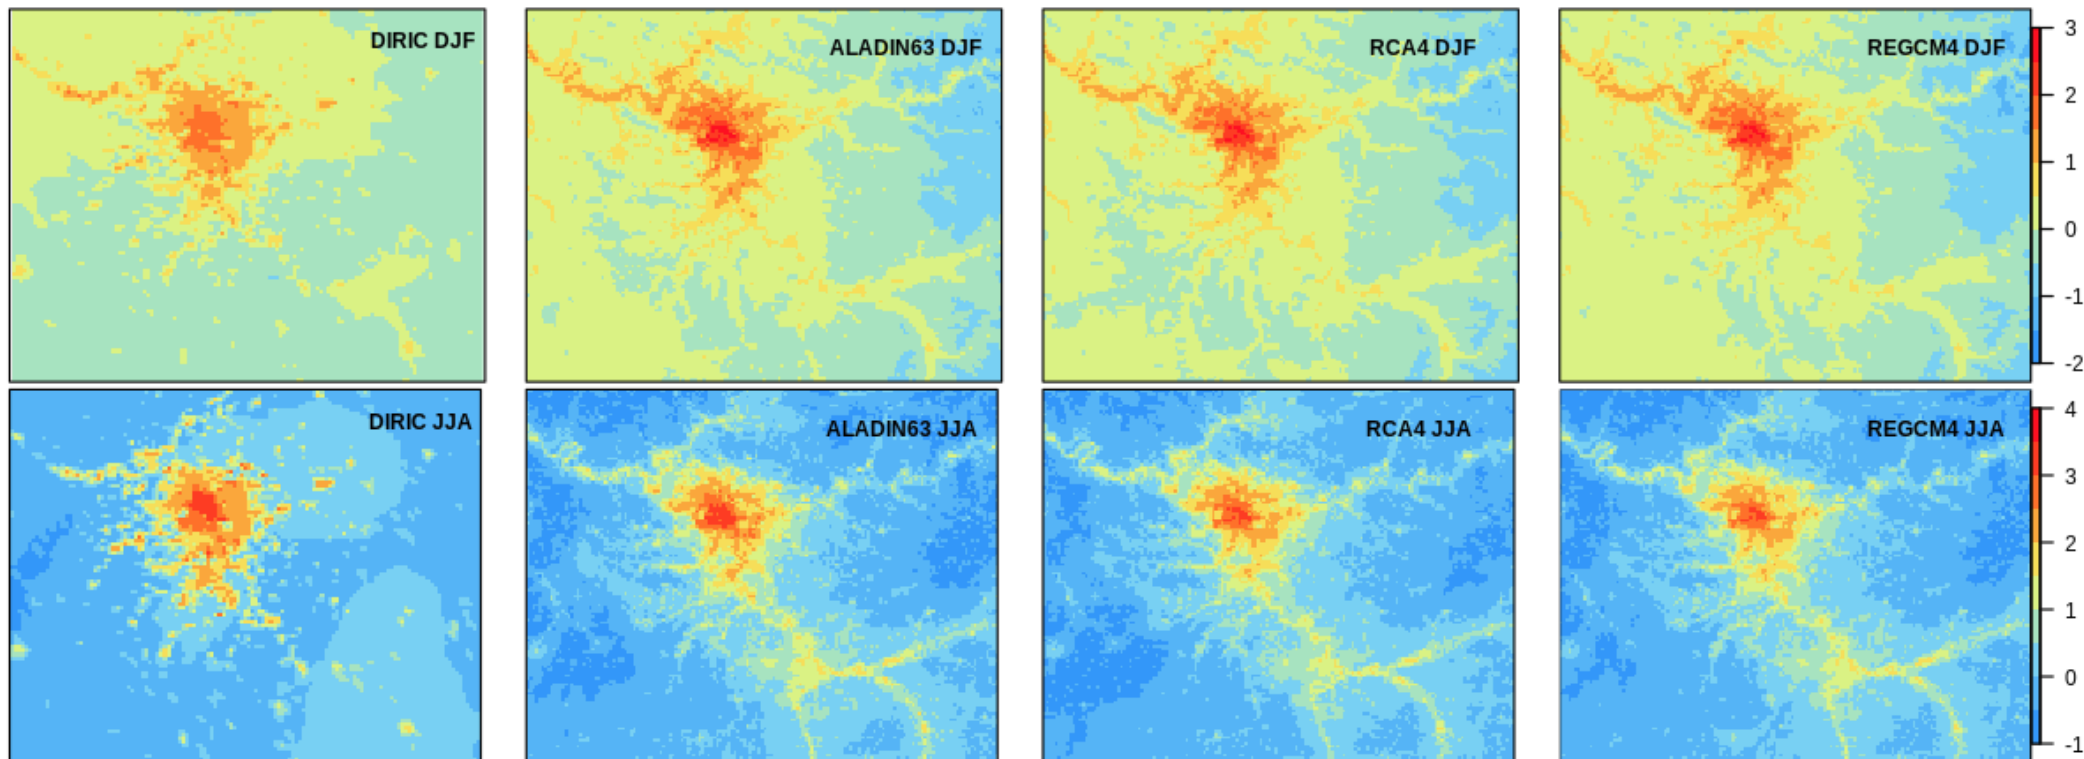 DIRIC DJF
ALADIN63 DJF
RCA4 DJF
REGCM4 DJF
3
2
1
0
-1
-2
DIRIC JJA
ALADIN63 JJA
RCA4 JJA
REGCM4 JJA
4
3
2
1
0
-1